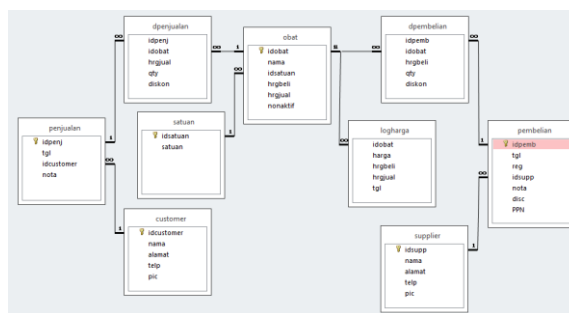 dpenjualan
idpenj
idobat
hrgjual
qty
diskon
obat
idobat
nama
idsatuan
hrgbeli
hrgjual
nonaktif
dpembelian
idpemb
idobat
hrgbeli
qty
diskon
penjualan
idpenj
tgl
idcustomer
nota
satuan
idsatuan
satuan
logharga
idobat
harga
hrgbeli
hrgjual
tgl
pembelian
idpemb
tgl
reg
idsupp
nota
disc
PPN
customer
idcustomer
nama
alamat
telp
pic
supplier
idsupp
nama
alamat
telp
pic